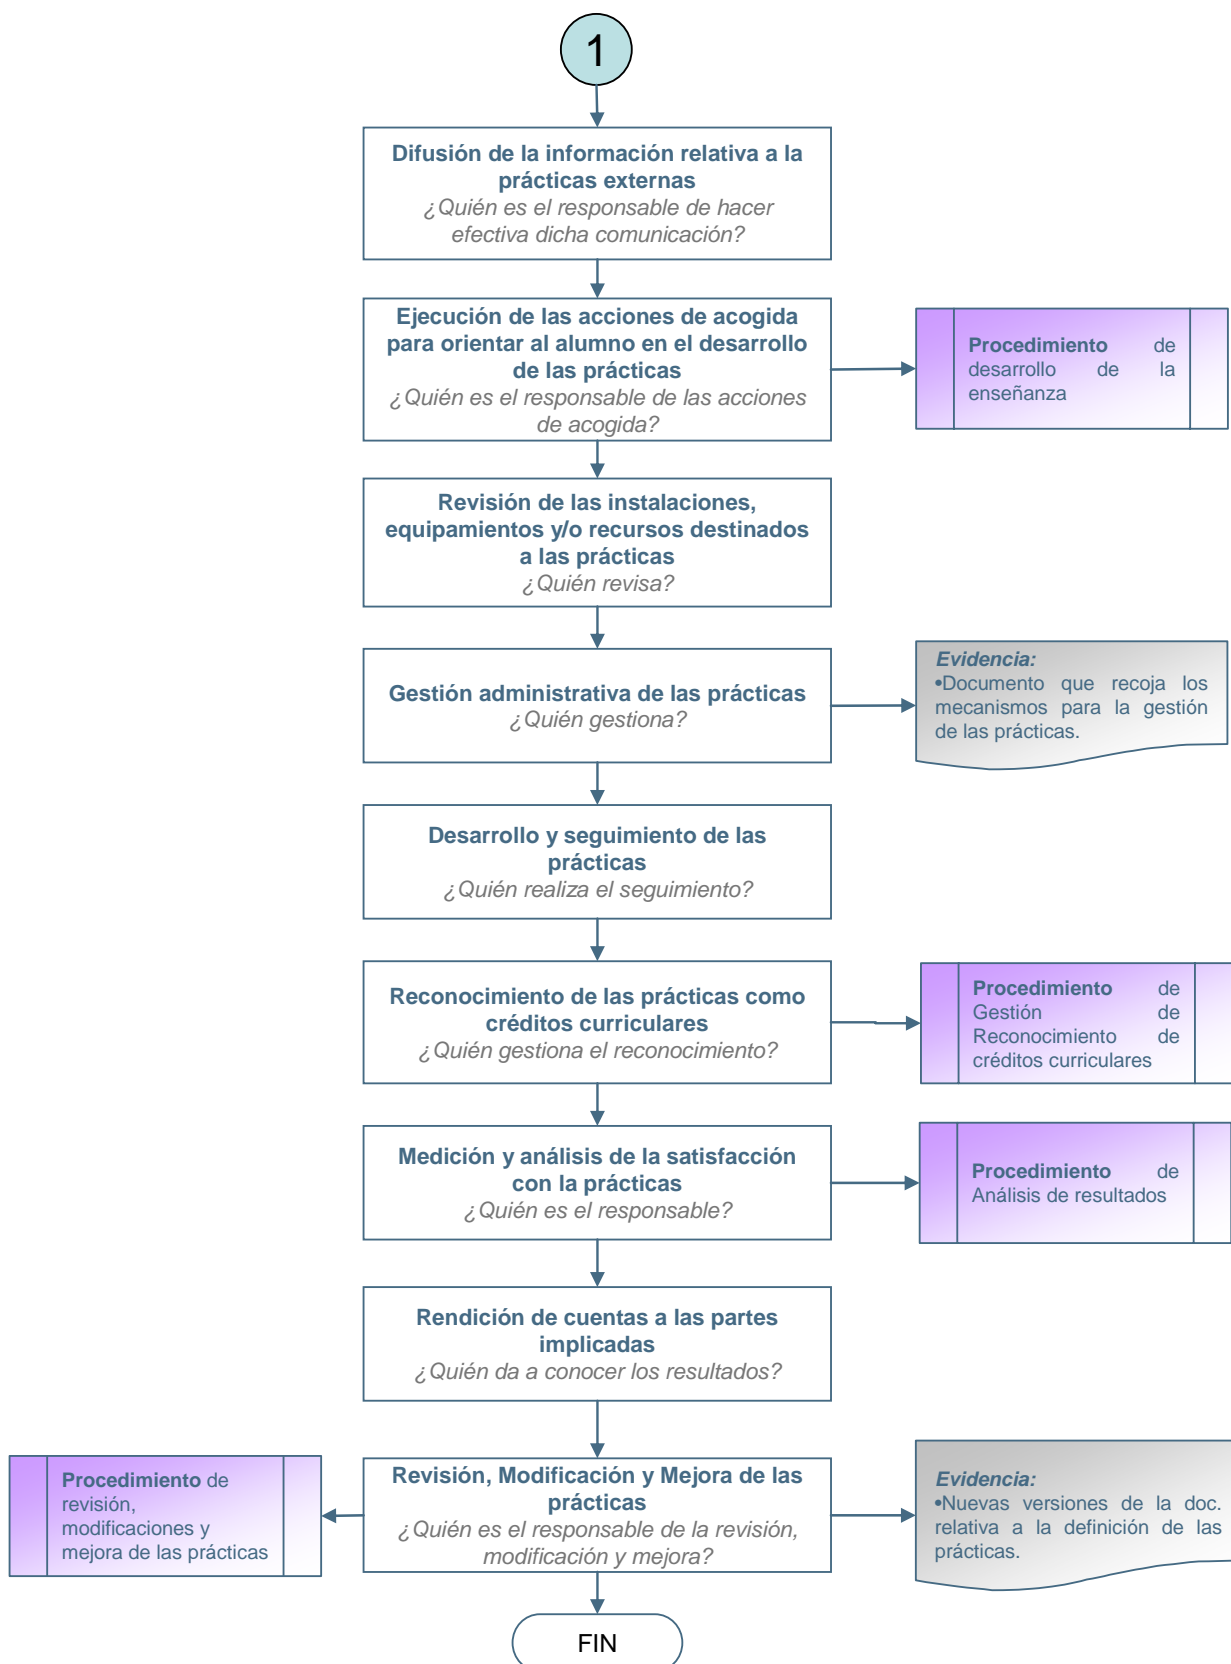 1
Difusión de la información relativa a la
prácticas externas
¿Quién es el responsable de hacer
efectiva dicha comunicación?
Ejecución de las acciones de acogida
para orientar al alumno en el desarrollo
de las prácticas
¿Quién es el responsable de las acciones
de acogida?
Procedimiento de
desarrollo de la
enseñanza
Revisión de las instalaciones,
equipamientos y/o recursos destinados
a las prácticas
¿Quién revisa?
Gestión administrativa de las prácticas
¿Quién gestiona?
Evidencia:
•Documento que recoja los
mecanismos para la gestión
de las prácticas.
Desarrollo y seguimiento de las
prácticas
¿Quién realiza el seguimiento?
Reconocimiento de las prácticas como
créditos curriculares
¿Quién gestiona el reconocimiento?
Procedimiento de
Gestión de
Reconocimiento de
créditos curriculares
Medición y análisis de la satisfacción
con la prácticas
¿Quién es el responsable?
Procedimiento de
Análisis de resultados
Rendición de cuentas a las partes
implicadas
¿Quién da a conocer los resultados?
Procedimiento de
revisión,
modificaciones y
mejora de las prácticas
Revisión, Modificación y Mejora de las
prácticas
¿Quién es el responsable de la revisión,
modificación y mejora?
Evidencia:
•Nuevas versiones de la doc.
relativa a la definición de las
prácticas.
FIN